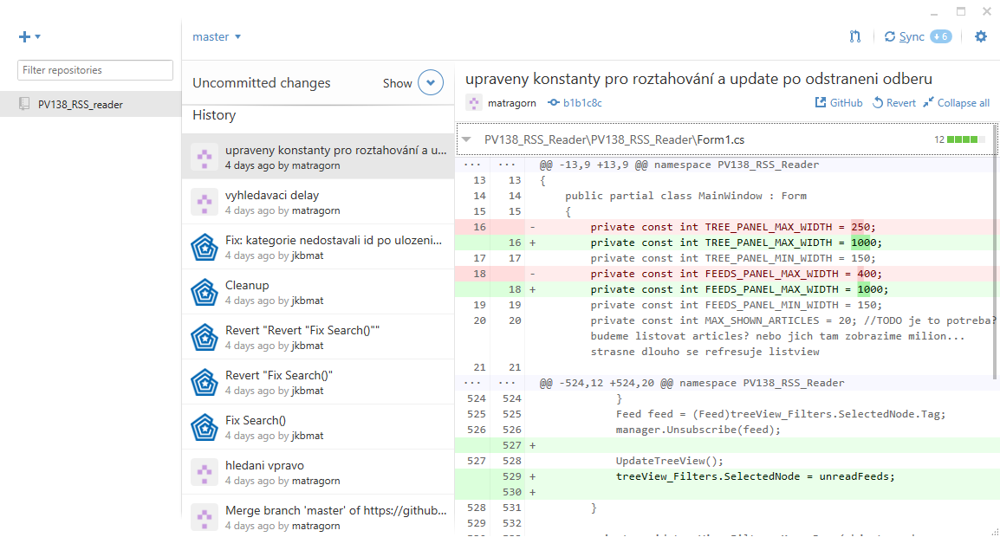 master
Sync +6
Filter repositories
PV138_RSS_reader
Uncommitted changes
Show
History
upraveny konstanty pro roztahování a u...
4 days ago by matragorn
vyhledavaci delay
4 days ago by matragorn
Fix: kategorie nedostavali id po ulozeni...
4 days ago by jkbmat
Cleanup
4 days ago by jkbmat
Revert "Revert "Fix Search()""
4 days ago by jkbmat
Revert "Fix Search()"
4 days ago by jkbmat
Fix Search()
4 days ago by jkbmat
hledani vpravo
4 days ago by matragorn
Merge branch 'master' of https://github...
4 days ago by matragorn
upraveny konstanty pro roztahování a update po odstraneni odberu
matragorn b1b1c8c GitHub Revert Collapse all
PV138_RSS_Reader\PV138_RSS_Reader\Form1.cs 12
... ... @@ -13,9 +13,9 @@ namespace PV138_RSS_Reader
13 13 {
14 14 public partial class MainWindow : Form
15 15 {
16 - private const int TREE_PANEL_MAX_WIDTH = 250;
16 + private const int TREE_PANEL_MAX_WIDTH = 1000;
17 17 private const int TREE_PANEL_MIN_WIDTH = 150;
18 - private const int FEEDS_PANEL_MAX_WIDTH = 400;
18 + private const int FEEDS_PANEL_MAX_WIDTH = 1000;
19 19 private const int FEEDS_PANEL_MIN_WIDTH = 150;
20 20 private const int MAX_SHOWN_ARTICLES = 20; //TODO je to potreba?
budeme listovat articles? nebo jich tam zobrazime milion...
strasne dlouho se refresuje listview
21 21
... ... @@ -524,12 +524,20 @@ namespace PV138_RSS_Reader
524 524 }
525 525 Feed feed = (Feed)treeView_Filters.SelectedNode.Tag;
526 526 manager.Unsubscribe(feed);
527 +
527 528 UpdateTreeView();
529 + treeView_Filters.SelectedNode = unreadFeeds;
530 +
528 531 }
529 532